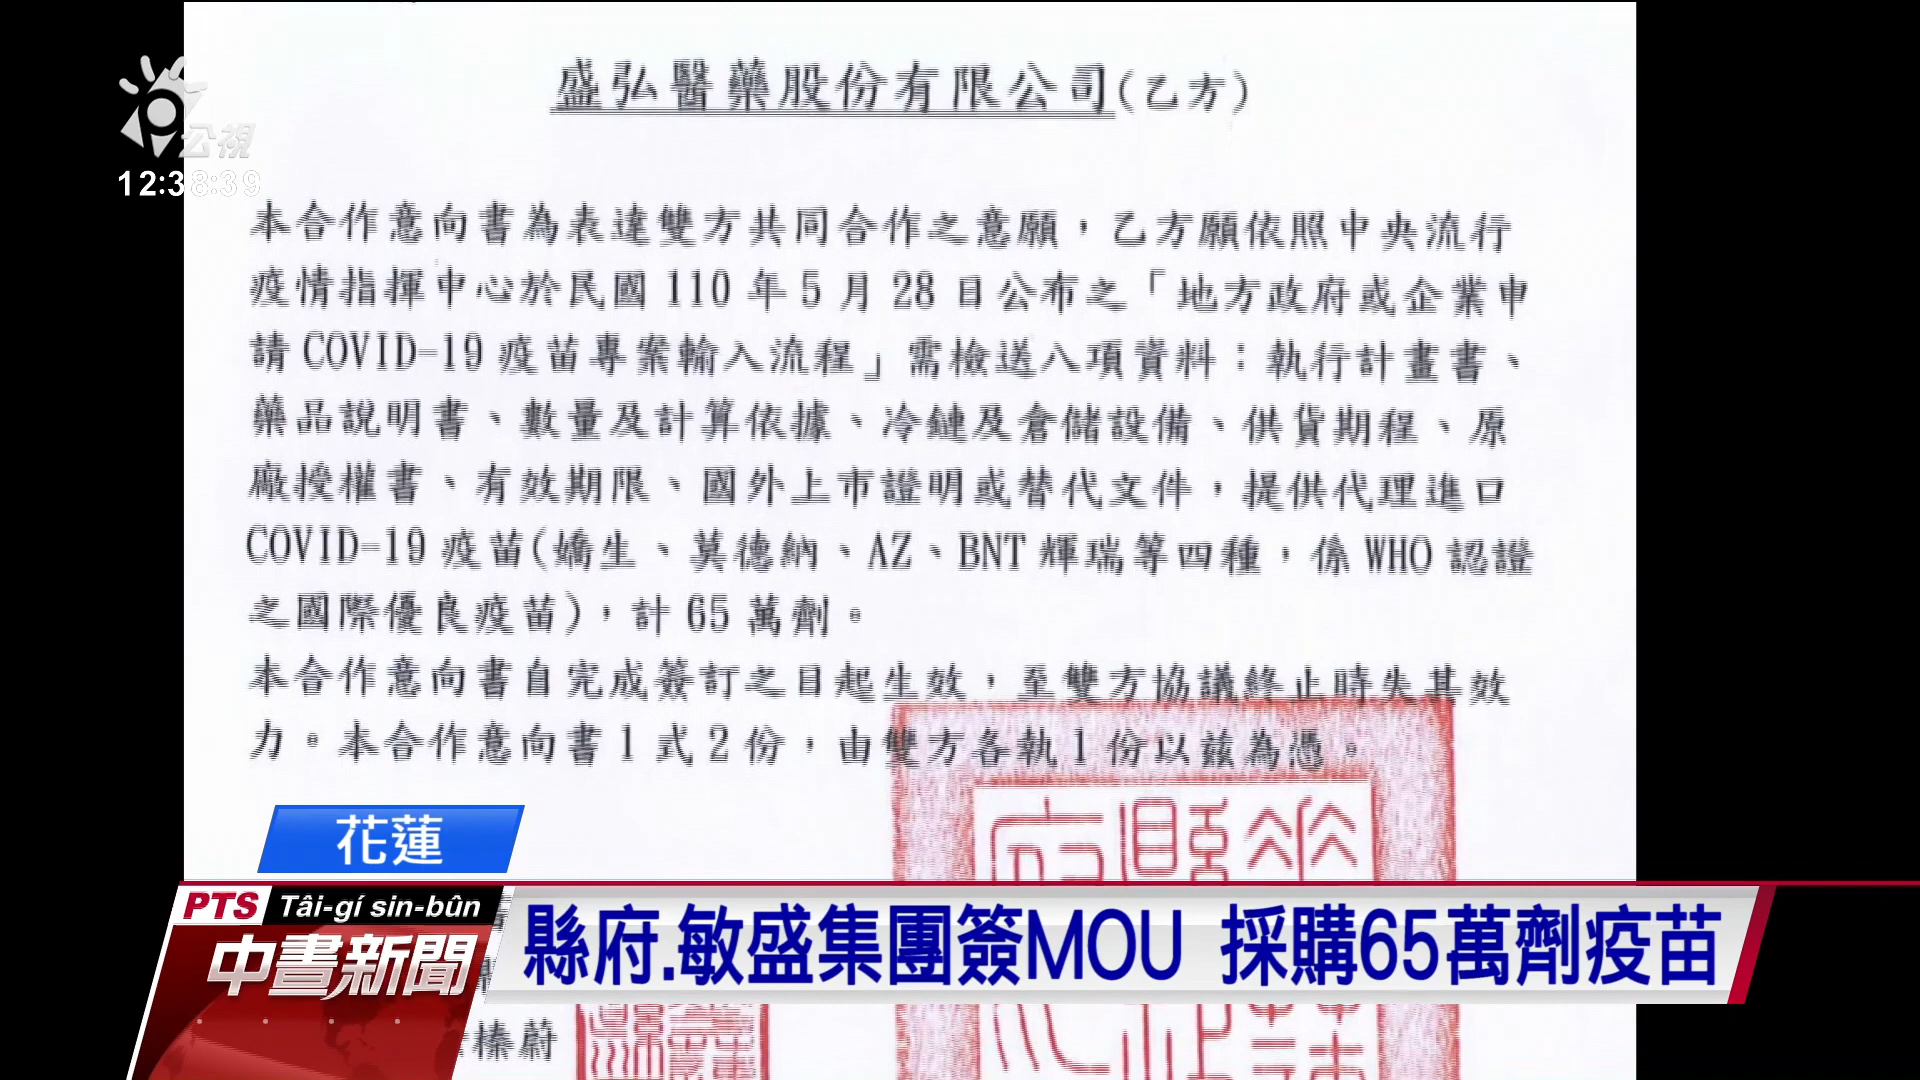 盛弘醫藥股份有限公司(乙方)
公視
12:38:39
本合作意向書為表達雙方共同合作之意願，乙方願依照中央流行
疫情指揮中心於民國110年5月28日公布之「地方政府或企業申
請COVID-19疫苗專案輸入流程」需檢送八項資料：執行計畫書、
藥品說明書、數量及計算依據、冷鏈及倉儲設備、供貨期程、原
廠授權書、有效期限、國外上市證明或替代文件，提供代理進口
COVID-19疫苗(嬌生、莫德納、AZ、BNT輝瑞等四種，係WHO認證
之國際優良疫苗)，計65萬劑。
本合作意向書自完成簽訂之日起生效，至雙方協議終止時失其效
力。本合作意向書1式2份，由雙方各執1份以茲為憑。
花蓮
PTS Tâi-gí sin-bûn
中晝新聞
縣府.敏盛集團簽MOU 採購65萬劑疫苗
榛蔚